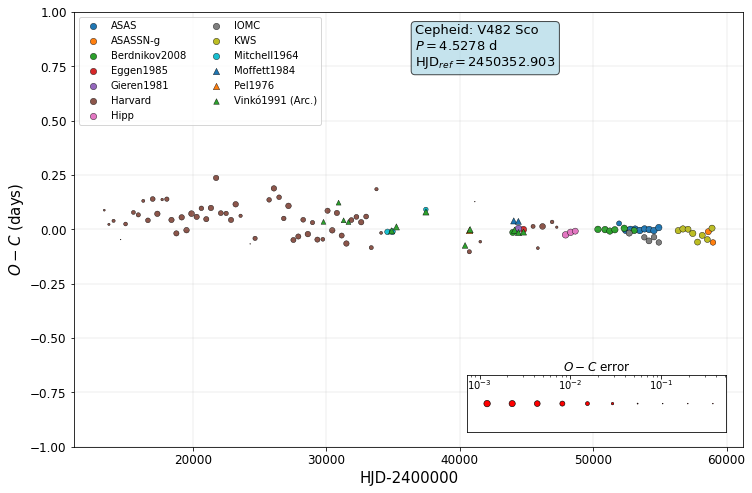 1.00
0.75
0.50
0.25
0.00
−0.25
−0.50
−0.75
−1.00
O − C (days)
ASAS
ASASSN-g
Berdnikov2008
Eggen1985
Gieren1981
Harvard
Hipp
IOMC
KWS
Mitchell1964
Moffett1984
Pel1976
Vinkó1991 (Arc.)
Cepheid: V482 Sco
P = 4.5278 d
HJD_ref = 2450352.903
O − C error
10^−3 10^−2 10^−1
20000 30000 40000 50000 60000
HJD-2400000